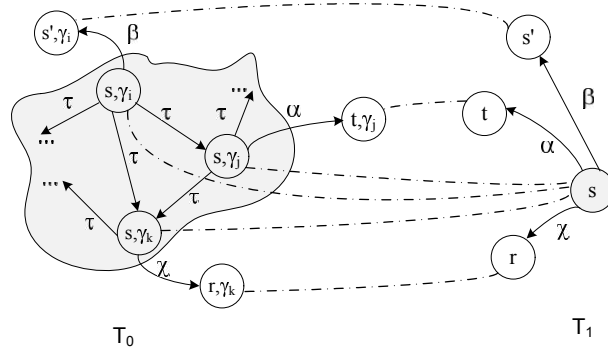 s',γi
β
s'
s,γi
τ
τ
τ
...
...
α
t,γj
t
β
s,γj
τ
α
...
τ
τ
s
s,γk
χ
χ
r
r,γk
T0
T1